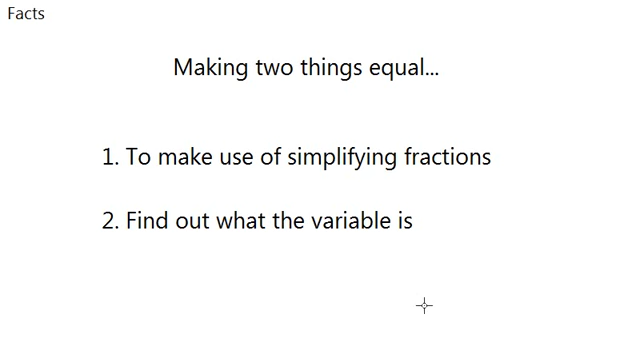 Facts
Making two things equal...
1. To make use of simplifying fractions
2. Find out what the variable is